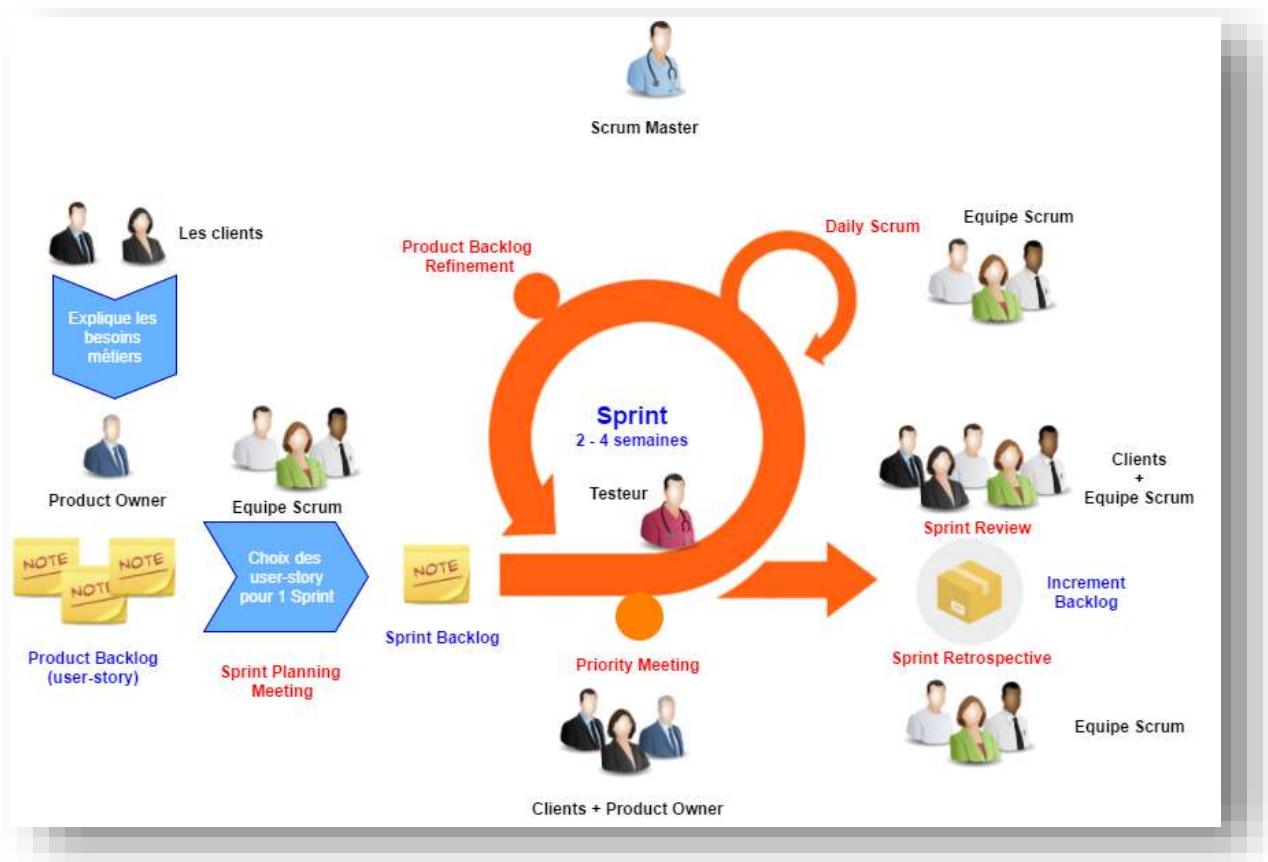 Scrum Master
Les clients
Explique les
besoins
métiers
Product Owner
Equipe Scrum
NOTE
NOTE
NOTE
Product Backlog
(user-story)
Choix des
user-story
pour 1 Sprint
Sprint Planning
Meeting
NOTE
Sprint Backlog
Product Backlog
Refinement
Daily Scrum
Equipe Scrum
Sprint
2 - 4 semaines
Testeur
Priority Meeting
Clients + Product Owner
Clients
+
Equipe Scrum
Sprint Review
Increment
Backlog
Sprint Retrospective
Equipe Scrum